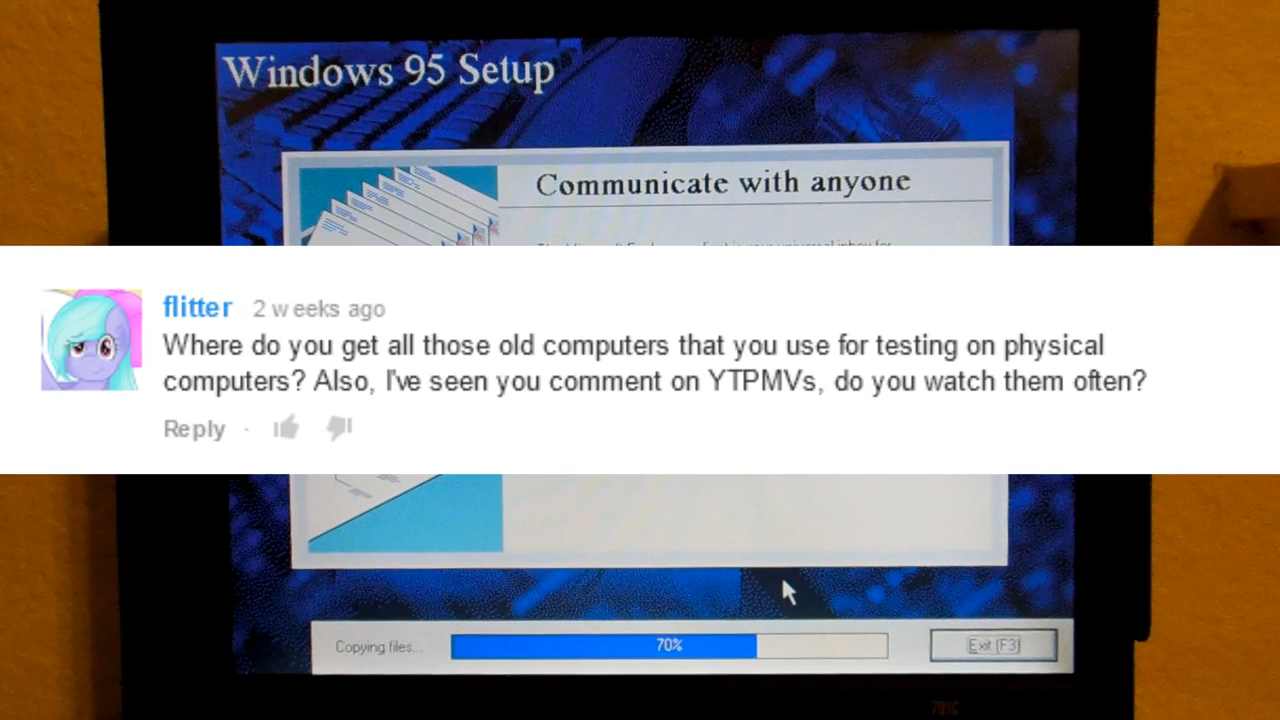 Windows 95 Setup
Communicate with anyone
flitter 2 weeks ago
Where do you get all those old computers that you use for testing on physical
computers? Also, I've seen you comment on YTPMVs, do you watch them often?
Reply
Copying files...
70%
Exit (F3)